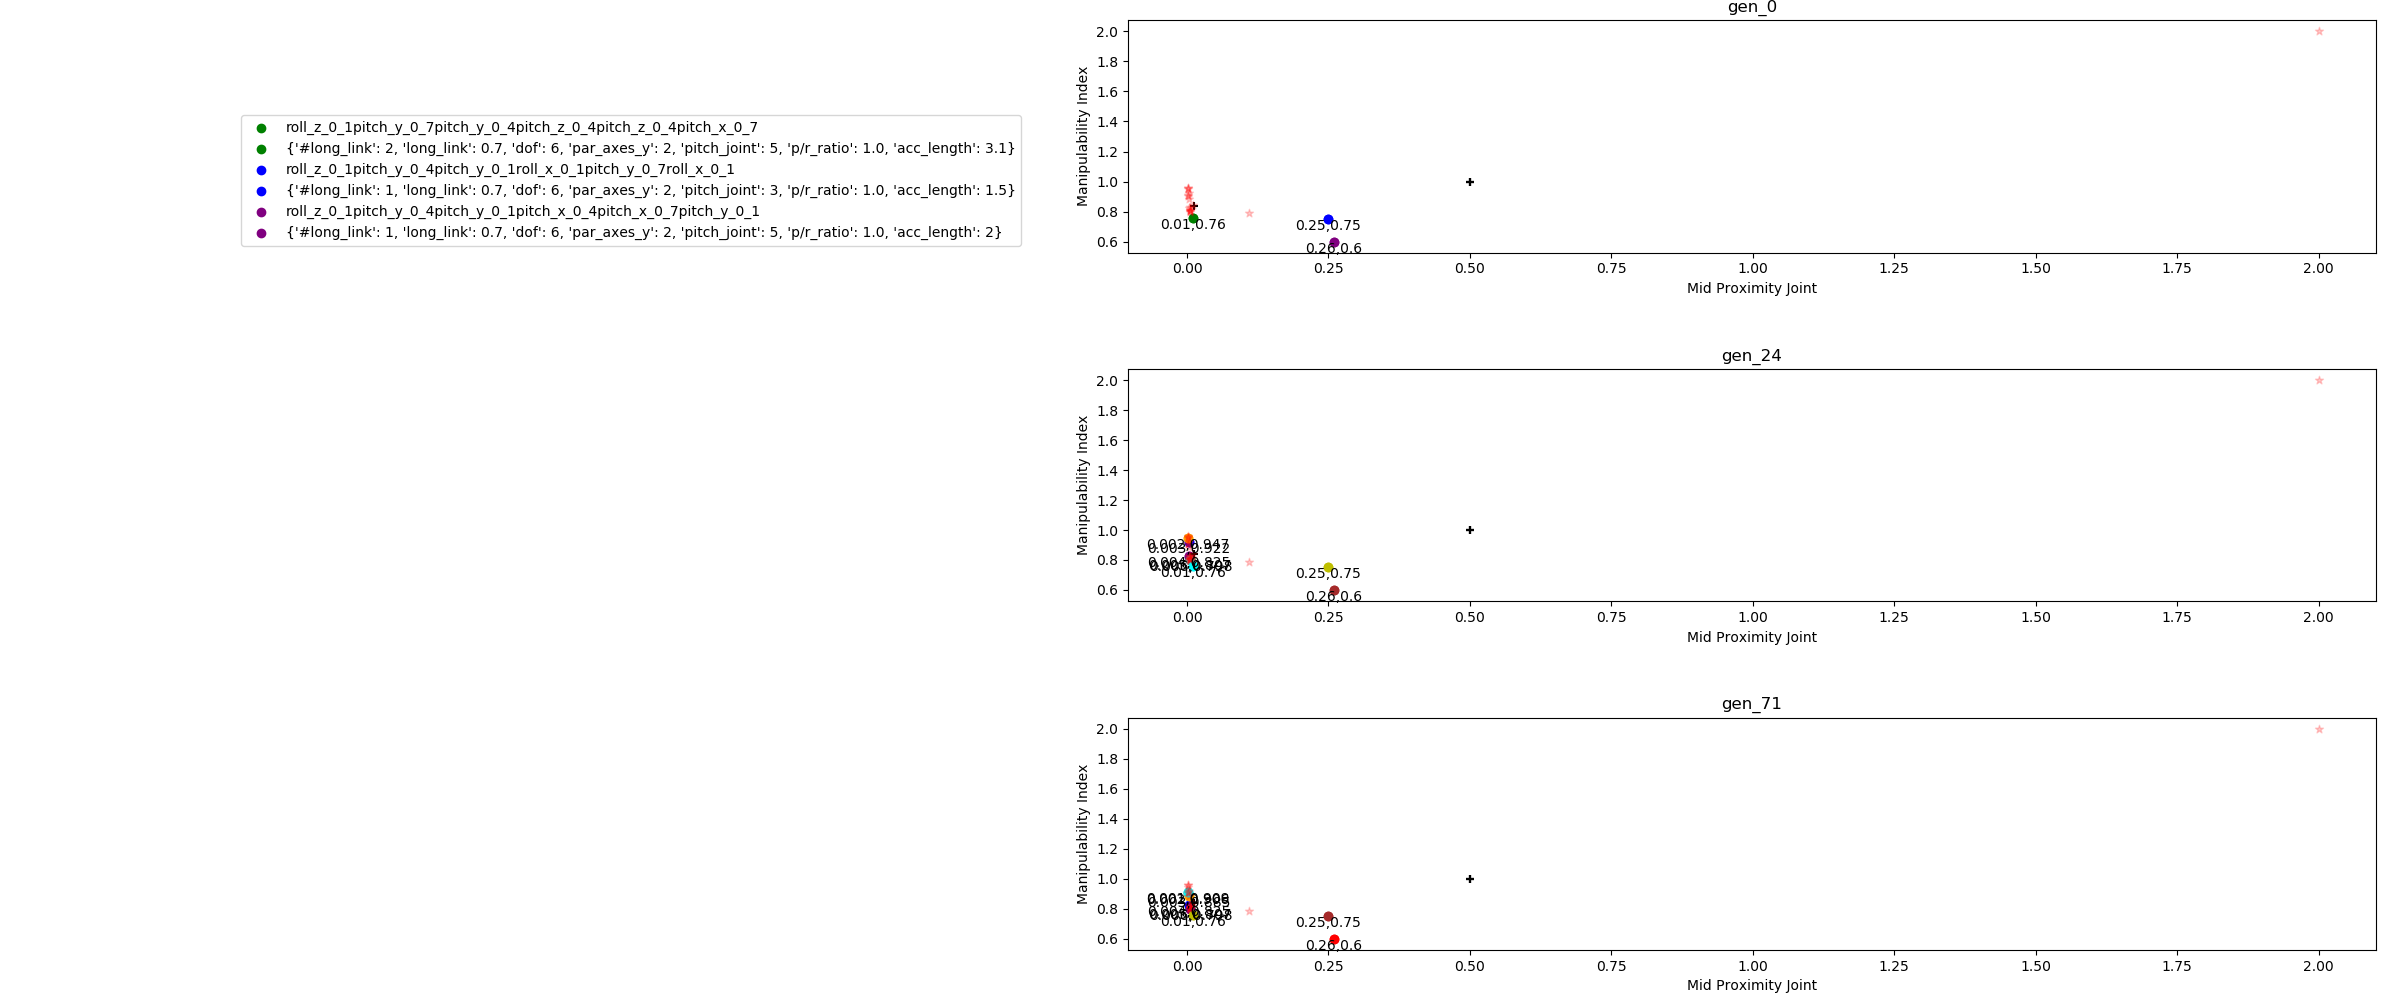 roll_z_0_1pitch_y_0_7pitch_y_0_4pitch_z_0_4pitch_z_0_4pitch_x_0_7
{'#long_link': 2, 'long_link': 0.7, 'dof': 6, 'par_axes_y': 2, 'pitch_joint': 5, 'p/r_ratio': 1.0, 'acc_length': 3.1}
roll_z_0_1pitch_y_0_4pitch_y_0_1roll_x_0_1pitch_y_0_7roll_x_0_1
{'#long_link': 1, 'long_link': 0.7, 'dof': 6, 'par_axes_y': 2, 'pitch_joint': 3, 'p/r_ratio': 1.0, 'acc_length': 1.5}
roll_z_0_1pitch_y_0_4pitch_y_0_1pitch_x_0_4pitch_x_0_7pitch_y_0_1
{'#long_link': 1, 'long_link': 0.7, 'dof': 6, 'par_axes_y': 2, 'pitch_joint': 5, 'p/r_ratio': 1.0, 'acc_length': 2}
gen_0
Manipulability Index
2.0
1.8
1.6
1.4
1.2
1.0
0.8
0.6
0.01,0.76
0.25,0.75
0.26,0.6
0.00 0.25 0.50 0.75 1.00 1.25 1.50 1.75 2.00
Mid Proximity Joint
gen_24
Manipulability Index
2.0
1.8
1.6
1.4
1.2
1.0
0.8
0.6
0.002,0.947
0.003,0.922
0.01,0.76
0.25,0.75
0.26,0.6
0.00 0.25 0.50 0.75 1.00 1.25 1.50 1.75 2.00
Mid Proximity Joint
gen_71
Manipulability Index
2.0
1.8
1.6
1.4
1.2
1.0
0.8
0.6
0.01,0.76
0.25,0.75
0.26,0.6
0.00 0.25 0.50 0.75 1.00 1.25 1.50 1.75 2.00
Mid Proximity Joint